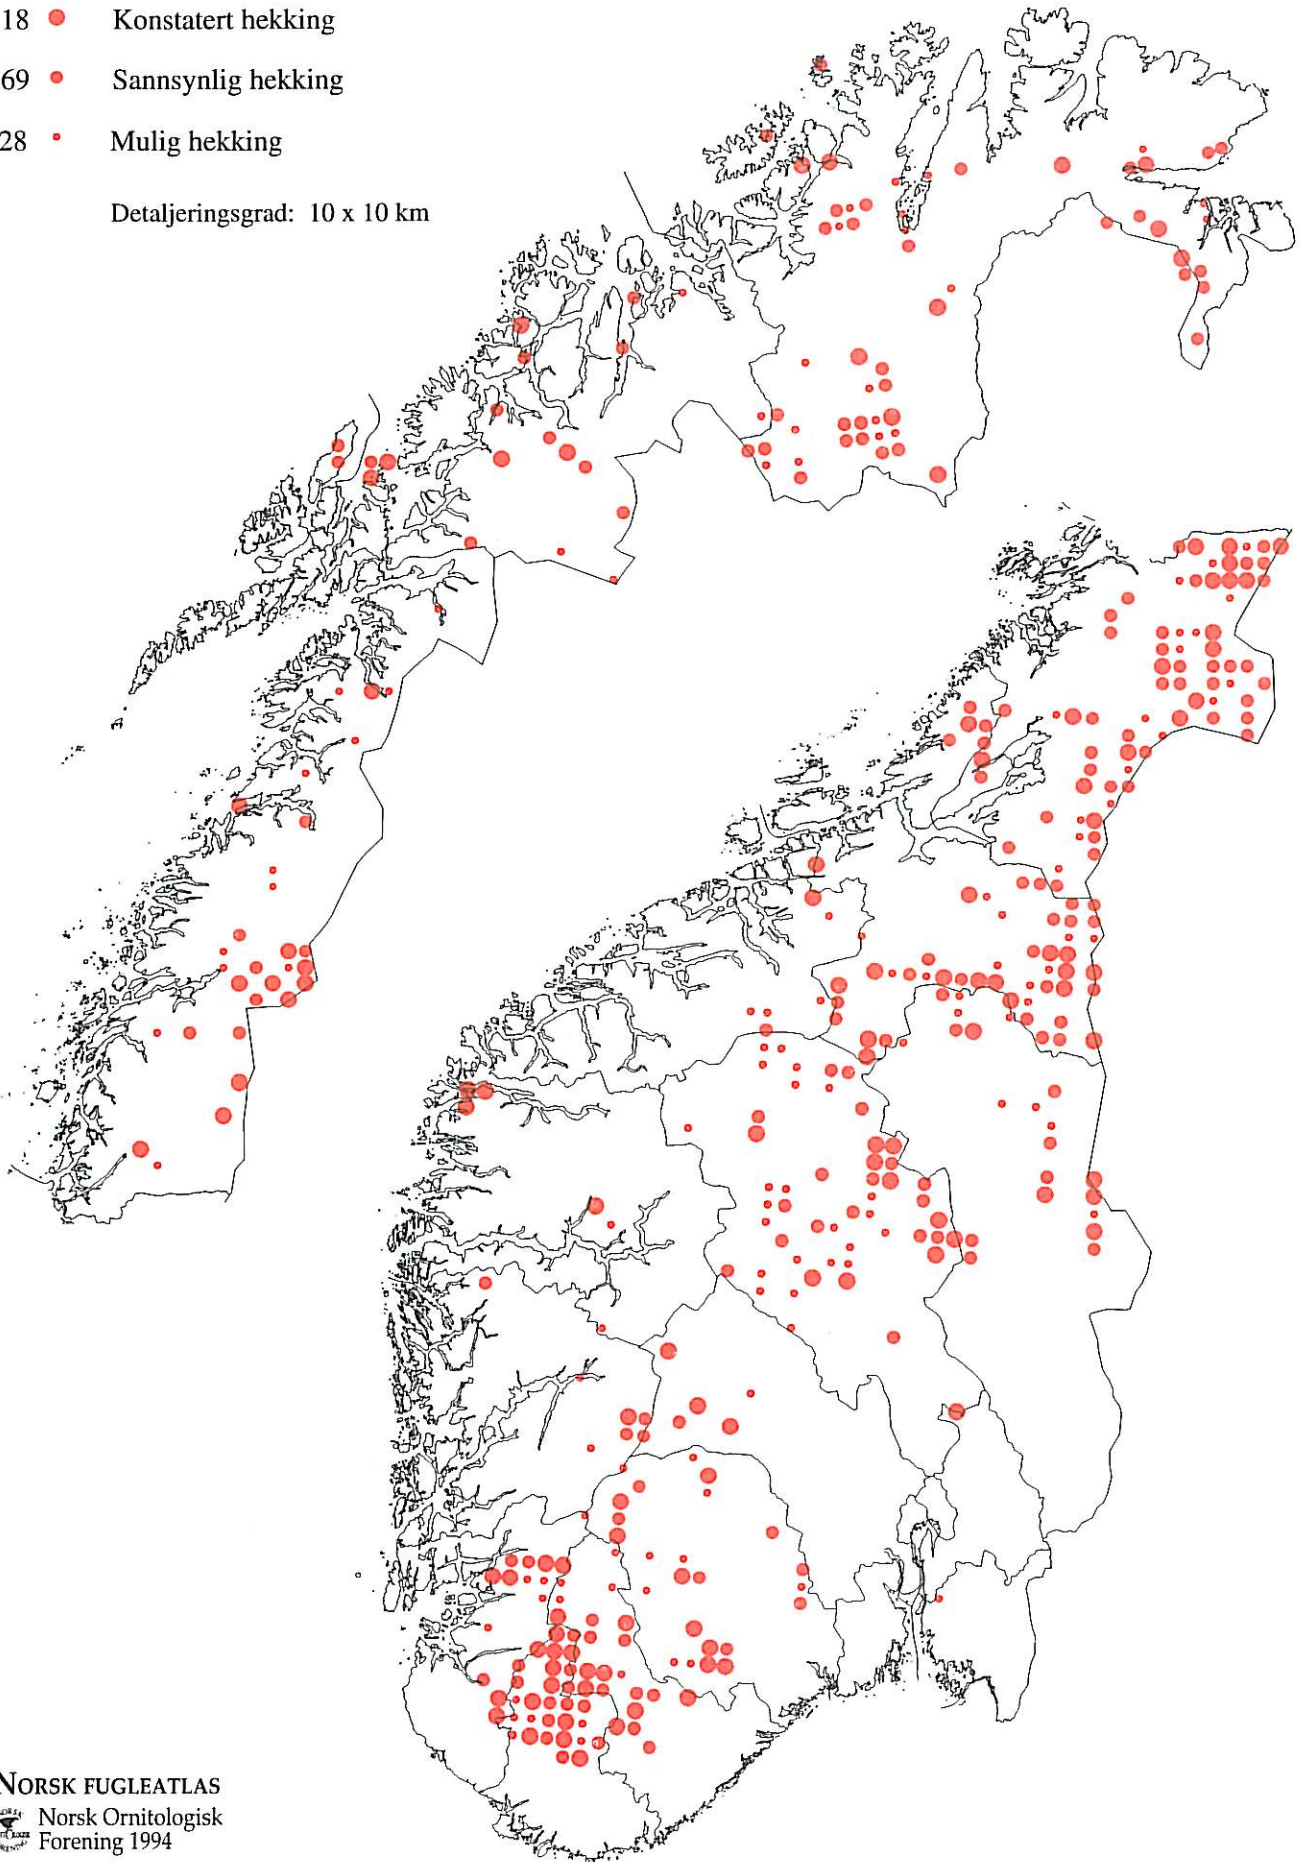 18 Konstatert hekking
69 Sannsynlig hekking
28 Mulig hekking
Detaljeringsgrad: 10 x 10 km
NORSK FUGLEATLAS
Norsk Ornitologisk
Forening 1994